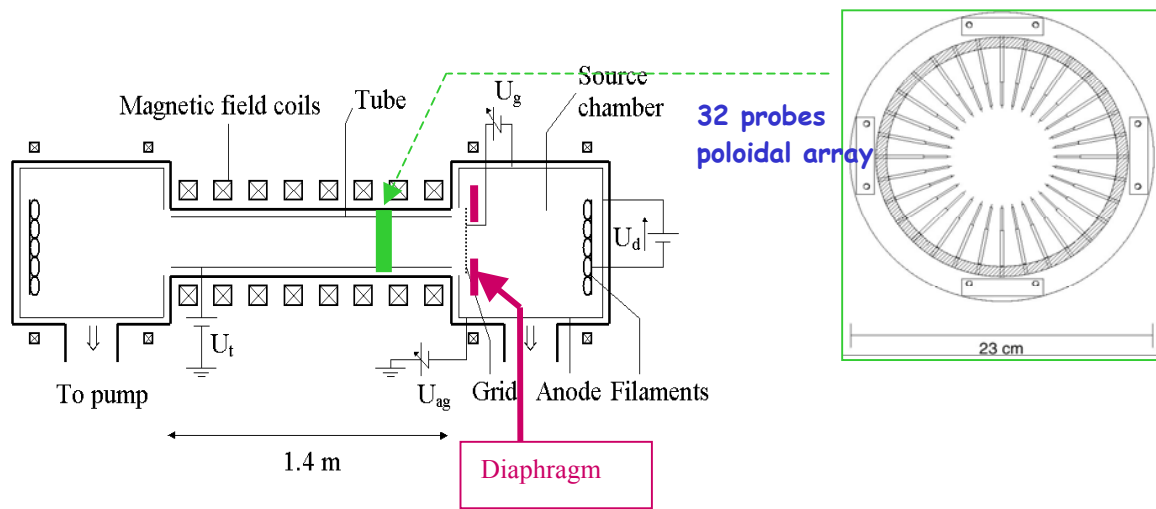 Magnetic field coils
Tube
U_g
Source
chamber
32 probes
poloidal array
U_d
U_t
To pump
U_ag
Grid
Anode
Filaments
1.4 m
Diaphragm
23 cm